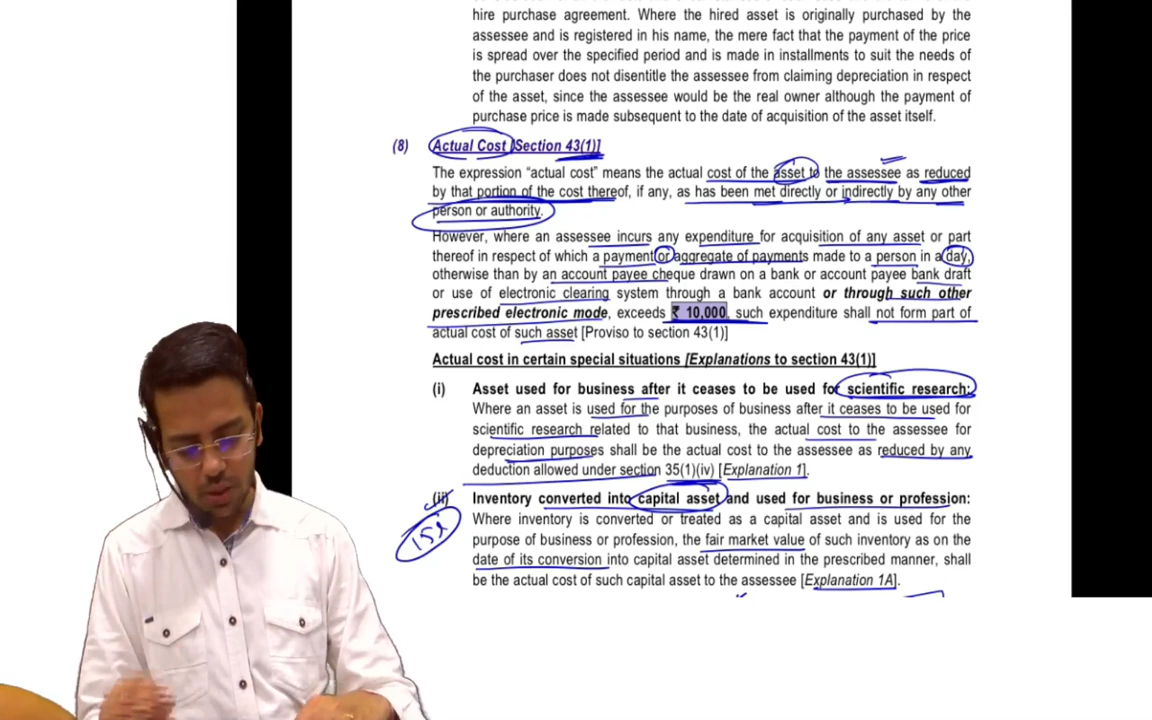 hire purchase agreement. Where the hired asset is originally purchased by the
assessee and is registered in his name, the mere fact that the payment of the price
is spread over the specified period and is made in installments to suit the needs of
the purchaser does not disentitle the assessee from claiming depreciation in respect
of the asset, since the assessee would be the real owner although the payment of
purchase price is made subsequent to the date of acquisition of the asset itself.
(8) Actual Cost [Section 43(1)]
The expression “actual cost” means the actual cost of the asset to the assessee as reduced
by that portion of the cost thereof, if any, as has been met directly or indirectly by any other
person or authority.
However, where an assessee incurs any expenditure for acquisition of any asset or part
thereof in respect of which a payment or aggregate of payments made to a person in a day,
otherwise than by an account payee cheque drawn on a bank or account payee bank draft
or use of electronic clearing system through a bank account or through such other
prescribed electronic mode, exceeds ₹ 10,000, such expenditure shall not form part of
actual cost of such asset [Proviso to section 43(1)]
Actual cost in certain special situations [Explanations to section 43(1)]
(i) Asset used for business after it ceases to be used for scientific research:
Where an asset is used for the purposes of business after it ceases to be used for
scientific research related to that business, the actual cost to the assessee for
depreciation purposes shall be the actual cost to the assessee as reduced by any
deduction allowed under section 35(1)(iv) [Explanation 1].
(ii) Inventory converted into capital asset and used for business or profession:
Where inventory is converted or treated as a capital asset and is used for the
purpose of business or profession, the fair market value of such inventory as on the
date of its conversion into capital asset determined in the prescribed manner, shall
be the actual cost of such capital asset to the assessee [Explanation 1A].